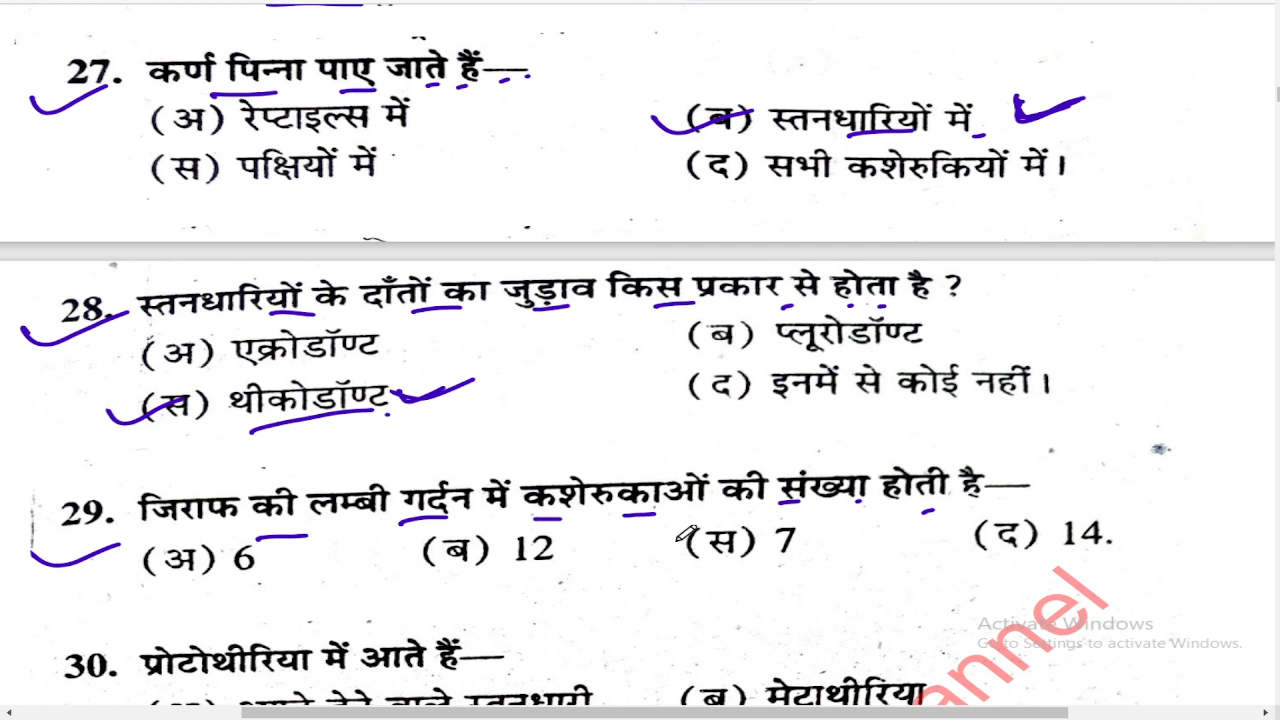 27. कर्ण पिन्ना पाए जाते हैं—
(अ) रेप्टाइल्स में (ब) स्तनधारियों में
(स) पक्षियों में (द) सभी कशेरुकियों में।
28. स्तनधारियों के दाँतों का जुड़ाव किस प्रकार से होता है ?
(अ) एक्रोडॉण्ट (ब) प्लूरोडॉण्ट
(स) थीकोडॉण्ट (द) इनमें से कोई नहीं।
29. जिराफ की लम्बी गर्दन में कशेरुकाओं की संख्या होती है—
(अ) 6 (ब) 12 (स) 7 (द) 14.
30. प्रोटोथीरिया में आते हैं—
(ब) मेटाथीरिया
Activate Windows
Go to Settings to activate Windows.